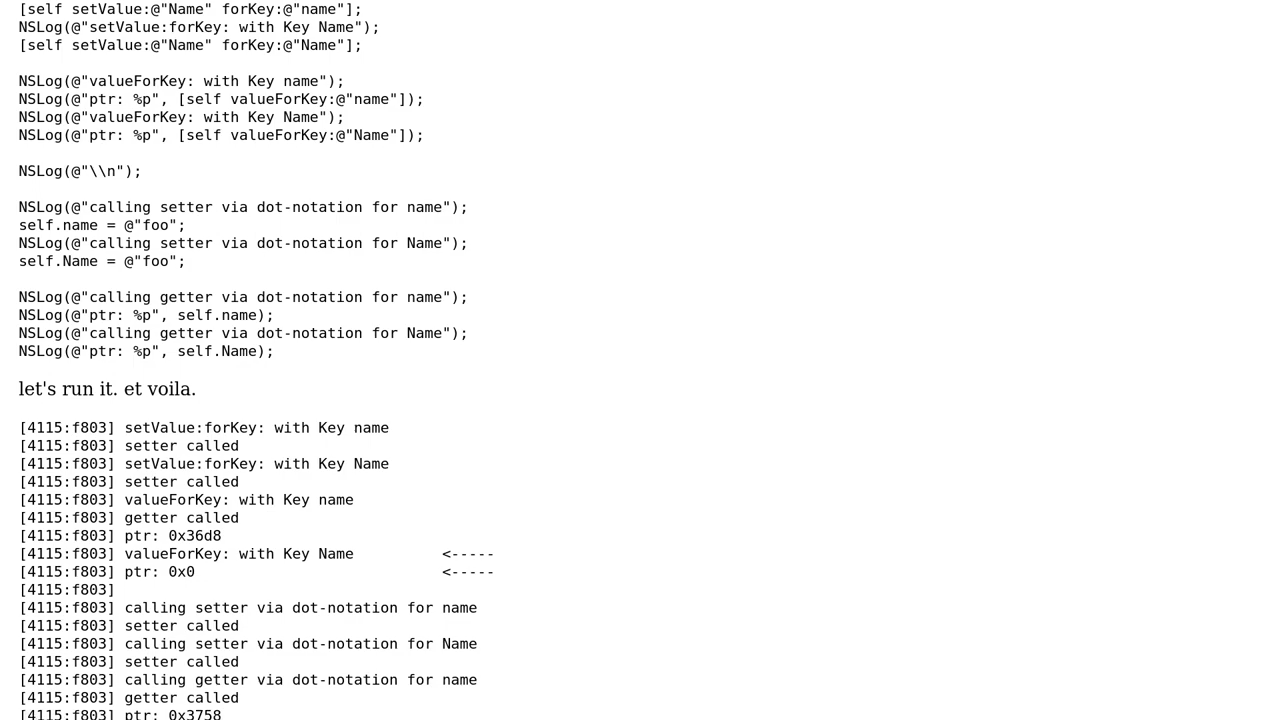 [self setValue:@"Name" forKey:@"name"];
NSLog(@"setValue:forKey: with Key Name");
[self setValue:@"Name" forKey:@"Name"];
NSLog(@"valueForKey: with Key name");
NSLog(@"ptr: %p", [self valueForKey:@"name"]);
NSLog(@"valueForKey: with Key Name");
NSLog(@"ptr: %p", [self valueForKey:@"Name"]);
NSLog(@"\\n");
NSLog(@"calling setter via dot-notation for name");
self.name = @"foo";
NSLog(@"calling setter via dot-notation for Name");
self.Name = @"foo";
NSLog(@"calling getter via dot-notation for name");
NSLog(@"ptr: %p", self.name);
NSLog(@"calling getter via dot-notation for Name");
NSLog(@"ptr: %p", self.Name);
let's run it. et voila.
[4115:f803] setValue:forKey: with Key name
[4115:f803] setter called
[4115:f803] setValue:forKey: with Key Name
[4115:f803] setter called
[4115:f803] valueForKey: with Key name
[4115:f803] getter called
[4115:f803] ptr: 0x36d8
[4115:f803] valueForKey: with Key Name          <-----
[4115:f803] ptr: 0x0                            <-----
[4115:f803]
[4115:f803] calling setter via dot-notation for name
[4115:f803] setter called
[4115:f803] calling setter via dot-notation for Name
[4115:f803] setter called
[4115:f803] calling getter via dot-notation for name
[4115:f803] getter called
[4115:f803] ptr: 0x3758